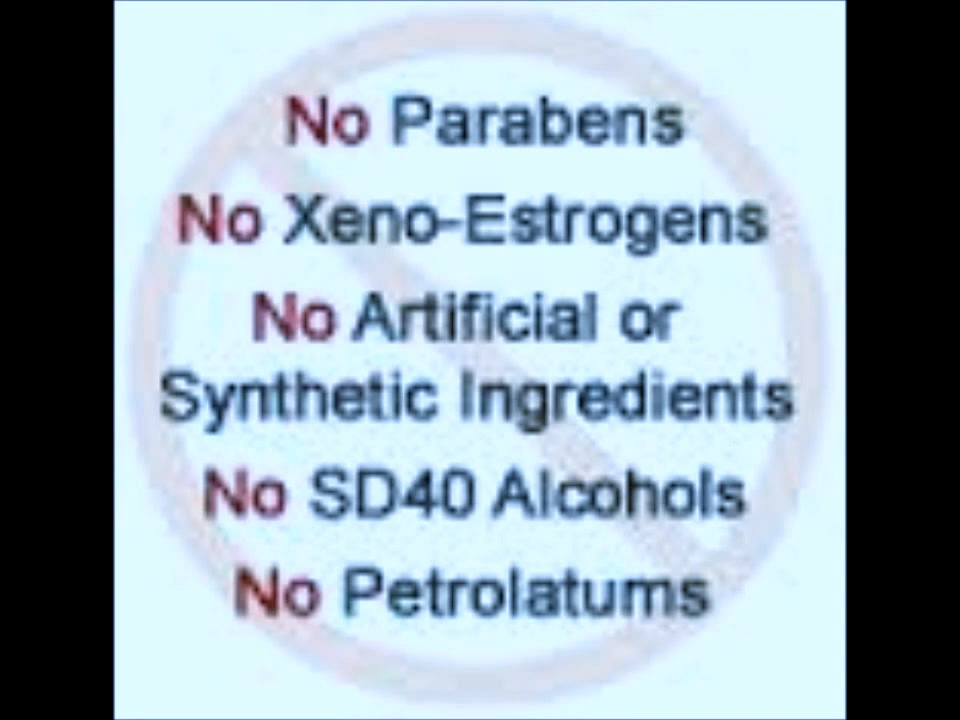 No Parabens
No Xeno-Estrogens
No Artificial or
Synthetic Ingredients
No SD40 Alcohols
No Petrolatums